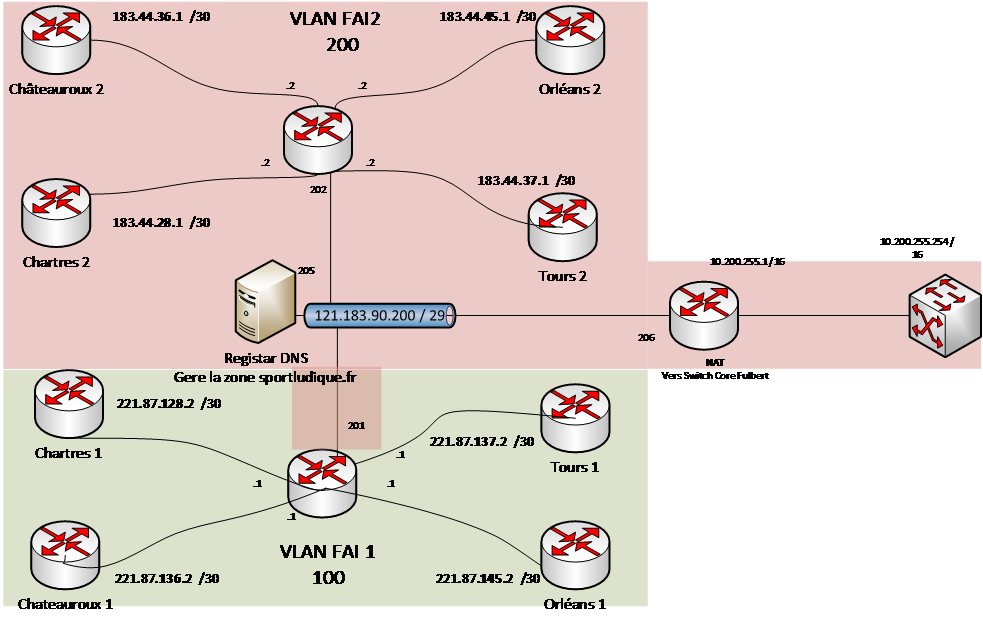 183.44.36.1 /30
VLAN FAI2
200
183.44.45.1 /30
Châteauroux 2
.2
.2
Orléans 2
.2
.2
202
183.44.37.1 /30
183.44.28.1 /30
Chartres 2
Tours 2
10.200.255.254/
16
10.200.255.1/16
205
121.183.90.200 / 29
206
Registar DNS
Gere la zone sportludique.fr
NAT
Vers Switch Core Fulbert
221.87.128.2 /30
201
221.87.137.2 /30
Chartres 1
.1
Tours 1
.1
.1
.1
VLAN FAI 1
100
221.87.136.2 /30
221.87.145.2 /30
Chateauroux 1
Orléans 1